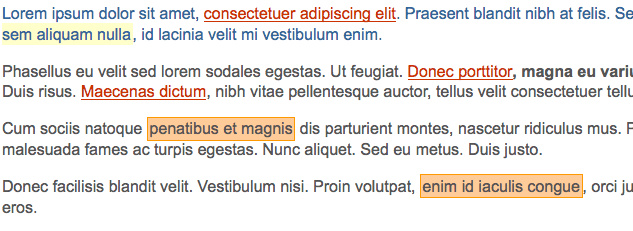 Lorem ipsum dolor sit amet, consectetuer adipiscing elit. Praesent blandit nibh at felis. Se
sem aliquam nulla, id lacinia velit mi vestibulum enim.
Phasellus eu velit sed lorem sodales egestas. Ut feugiat. Donec porttitor, magna eu variu
Duis risus. Maecenas dictum, nibh vitae pellentesque auctor, tellus velit consectetuer tellu
Cum sociis natoque penatibus et magnis dis parturient montes, nascetur ridiculus mus. F
malesuada fames ac turpis egestas. Nunc aliquet. Sed eu metus. Duis justo.
Donec facilisis blandit velit. Vestibulum nisi. Proin volutpat, enim id iaculis congue, orci ju
eros.